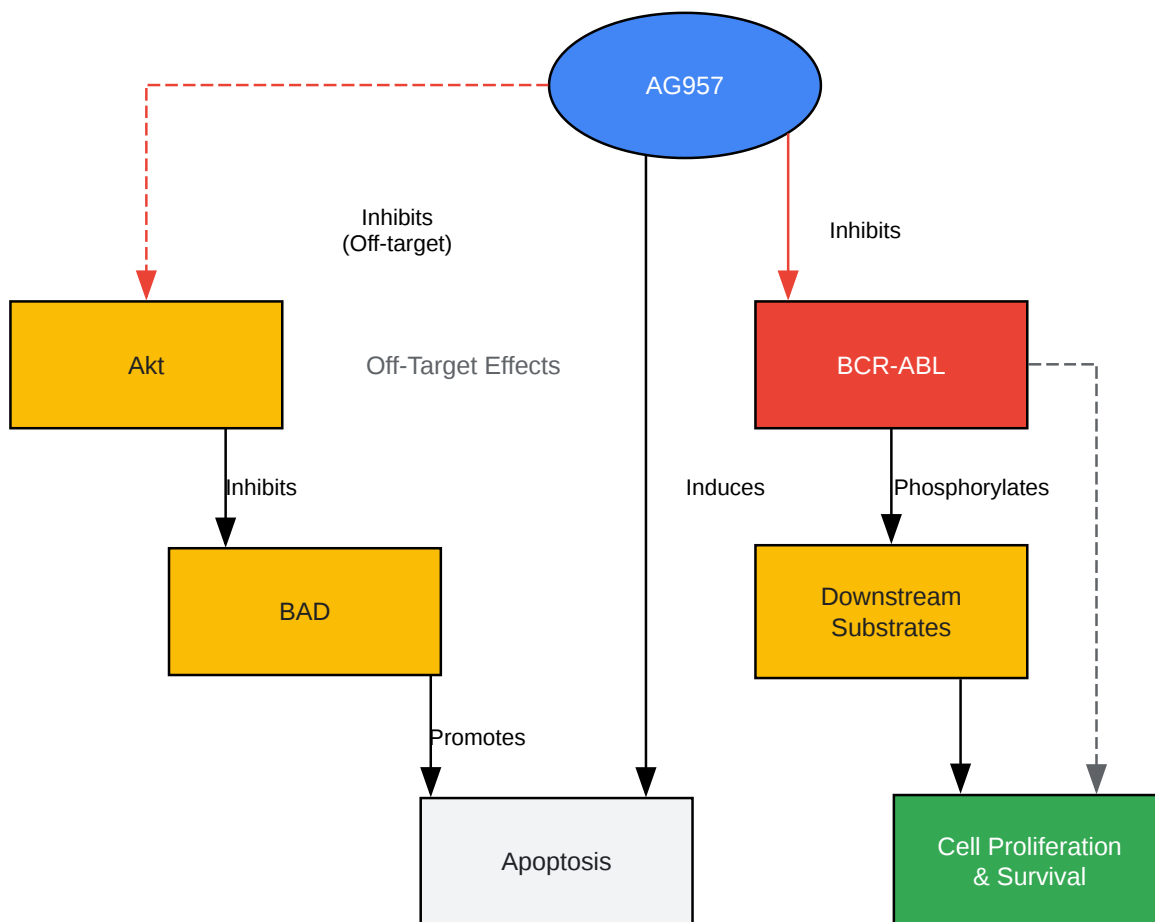 AG957
Inhibits
(Off-target)
Inhibits
Akt
Off-Target Effects
BCR-ABL
Inhibits
Induces
Phosphorylates
BAD
Downstream
Substrates
Promotes
Apoptosis
Cell Proliferation
& Survival